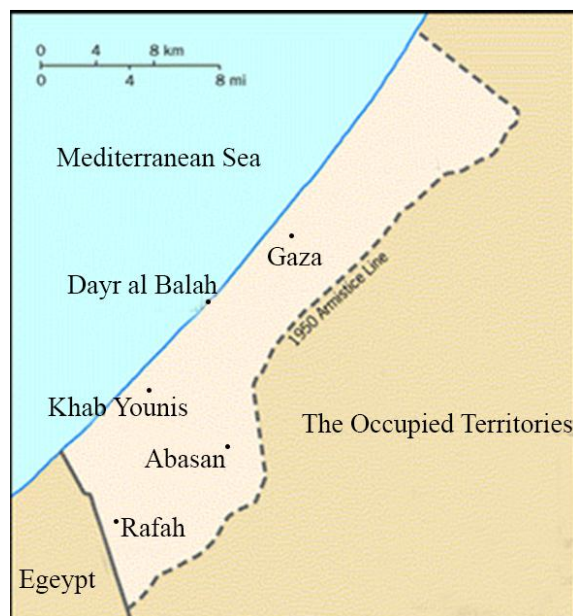 0 4 8 km
0 4 8 mi
Mediterranean Sea
Gaza
Dayr al Balah
1950 Armistice Line
Khab Younis
The Occupied Territories
Abasan
Rafah
Egeypt